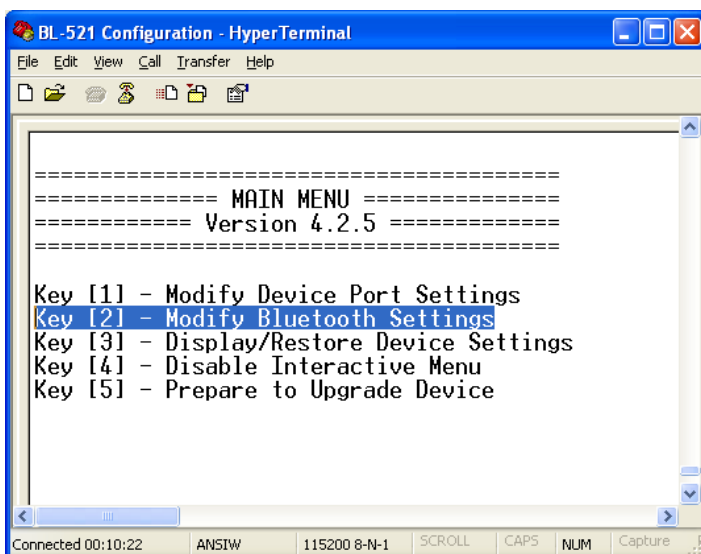 BL-521 Configuration - HyperTerminal
File Edit View Call Transfer Help
========================================
============== MAIN MENU ===============
============ Version 4.2.5 =============
========================================
Key [1] - Modify Device Port Settings
Key [2] - Modify Bluetooth Settings
Key [3] - Display/Restore Device Settings
Key [4] - Disable Interactive Menu
Key [5] - Prepare to Upgrade Device
Connected 00:10:22 ANSIW 115200 8-N-1 SCROLL CAPS NUM Capture